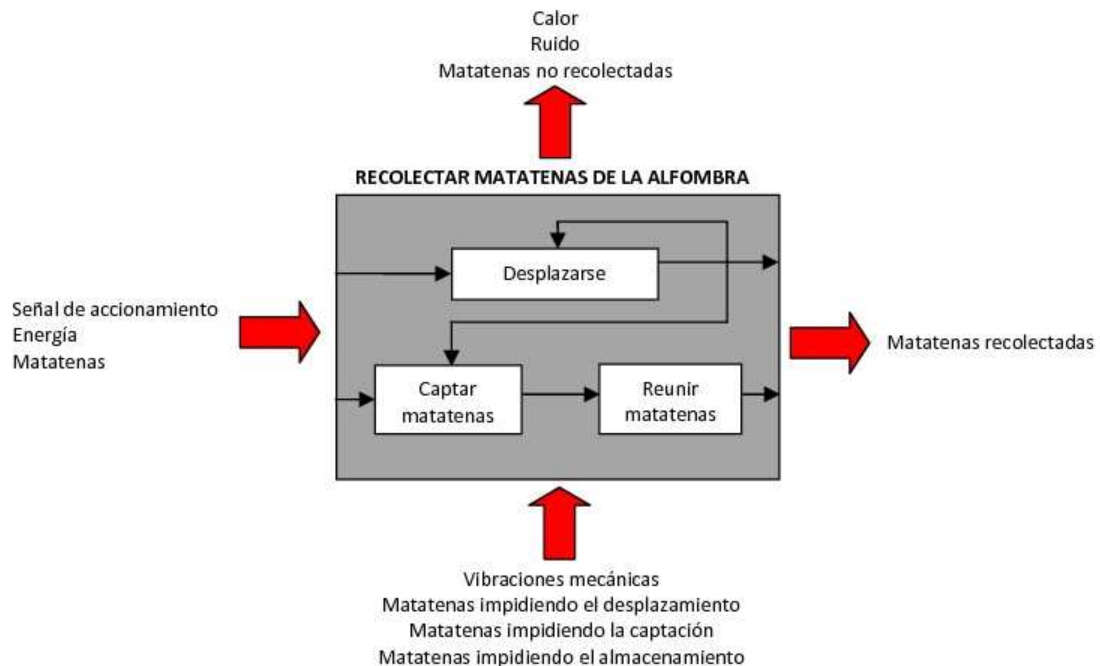 Calor
Ruido
Matatenas no recolectadas
RECOLECTAR MATATENAS DE LA ALFOMBRA
Desplazarse
Señal de accionamiento
Energía
Matatenas
Matatenas recolectadas
Captar
matatenas
Reunir
matatenas
Vibraciones mecánicas
Matatenas impidiendo el desplazamiento
Matatenas impidiendo la captación
Matatenas impidiendo el almacenamiento